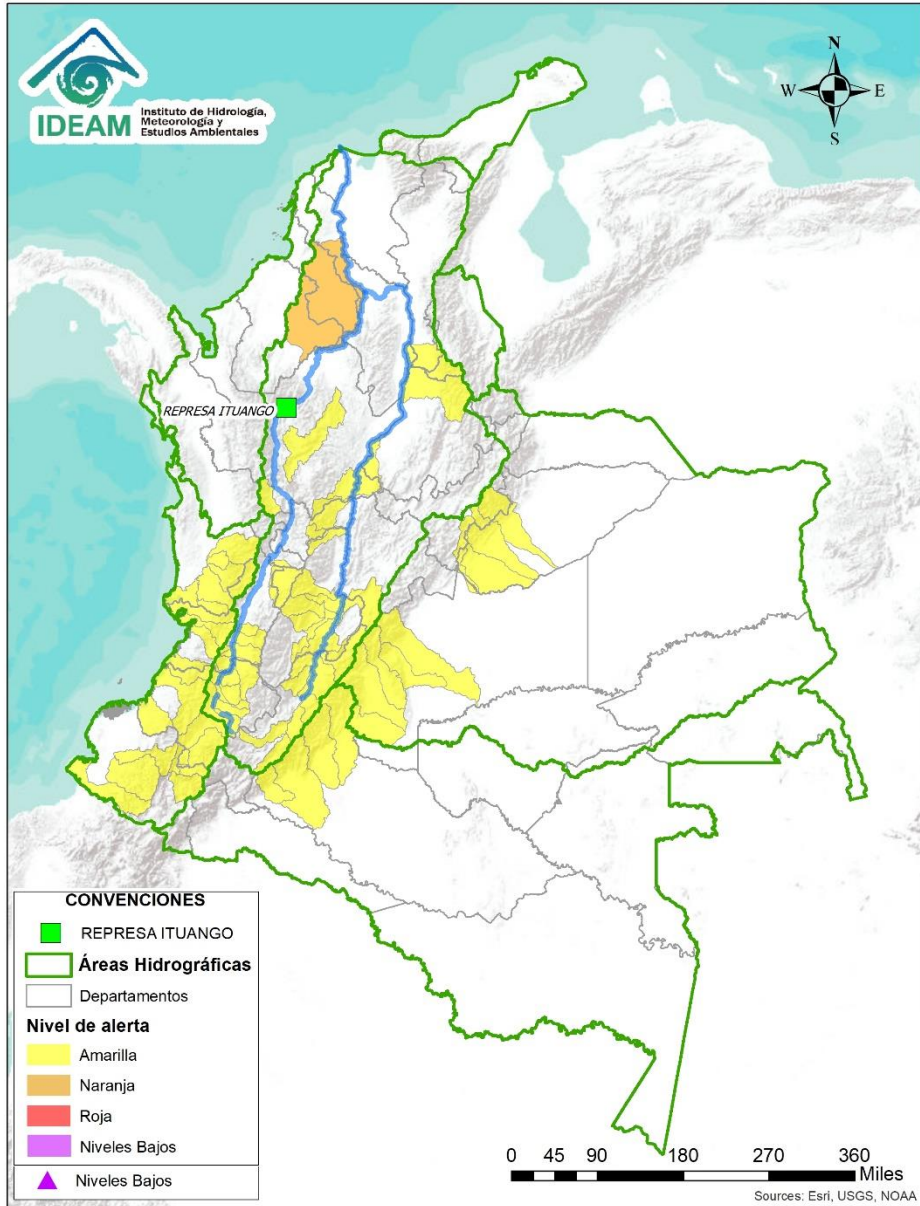 IDEAM
Instituto de Hidrología,
Meteorología y
Estudios Ambientales
N
W
E
S
REPRESA ITUANGO
CONVENCIONES
REPRESA ITUANGO
Áreas Hidrográficas
Departamentos
Nivel de alerta
Amarilla
Naranja
Roja
Niveles Bajos
Niveles Bajos
0 45 90 180 270 360
Miles
Sources: Esri, USGS, NOAA